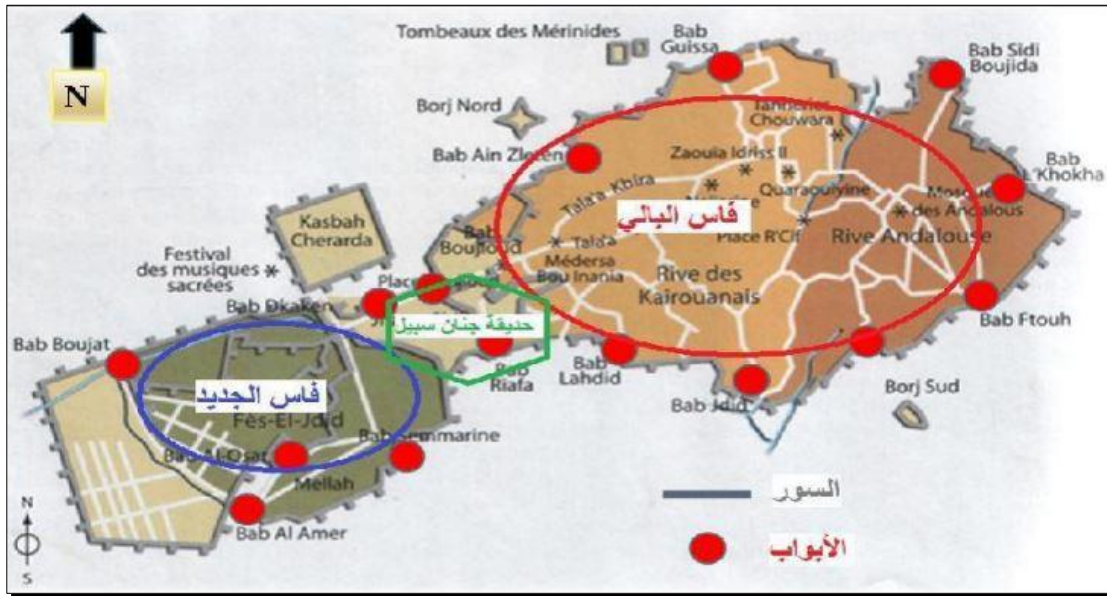 N
Tombeaux des Mérinides
Bab
Guissa
Bab Sidi
Boujida
Borj Nord
Tanneries
Chouwara
Bab Ain Zleten
Zaouia Idriss II
Bab
L'Khokha
Tala'a Kbira
Quaraouiyine
Mosquée
des Andalous
فاس البالي
Kasbah
Cherarda
Bab
Boujloud
Tala'a
Place R'Cif
Rive Andalouse
Festival
des musiques
sacrées
Médersa
Bou Inania
Rive des
Kairouanais
Place
Bab Dkaken
حديقة جنان سبيل
Bab Ftouh
Bab Boujat
Bab
Riafa
Bab
Lahdid
Bab Jdid
Borj Sud
فاس الجديد
Fès-El-Jdid
Bab Semmarine
Mellah
Bab Al Amer
السور
الأبواب
N
S